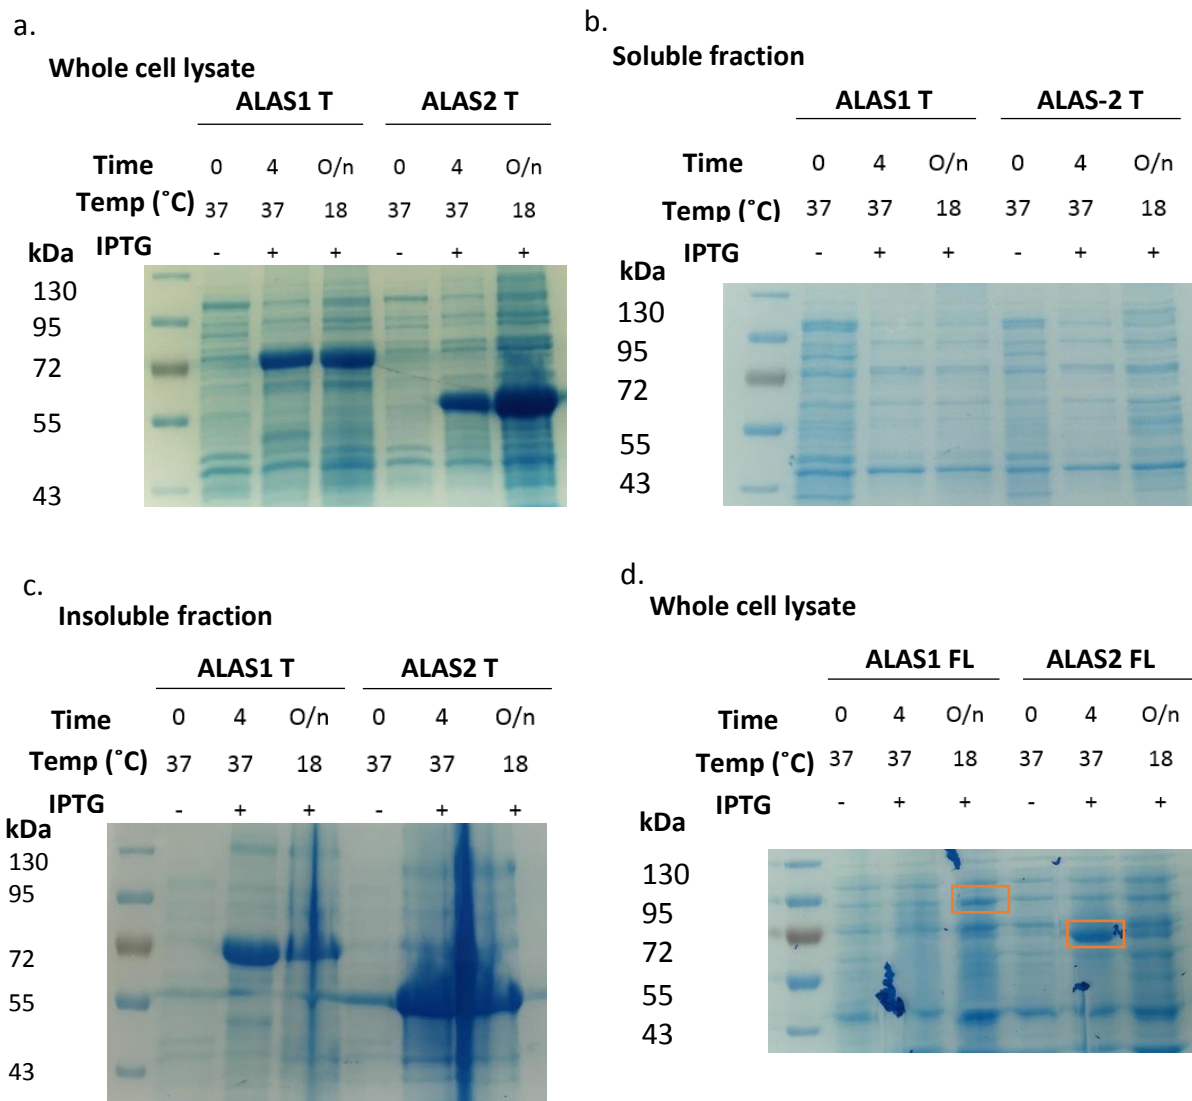 a.
Whole cell lysate
ALAS1 T ALAS2 T
Time 0 4 O/n 0 4 O/n
Temp (˚C) 37 37 18 37 37 18
IPTG - + + - + +
kDa
130
95
72
55
43
b.
Soluble fraction
ALAS1 T ALAS-2 T
Time 0 4 O/n 0 4 O/n
Temp (˚C) 37 37 18 37 37 18
IPTG - + + - + +
kDa
130
95
72
55
43
c.
Insoluble fraction
ALAS1 T ALAS2 T
Time 0 4 O/n 0 4 O/n
Temp (˚C) 37 37 18 37 37 18
IPTG - + + - + +
kDa
130
95
72
55
43
d.
Whole cell lysate
ALAS1 FL ALAS2 FL
Time 0 4 O/n 0 4 O/n
Temp (˚C) 37 37 18 37 37 18
IPTG - + + - + +
kDa
130
95
72
55
43